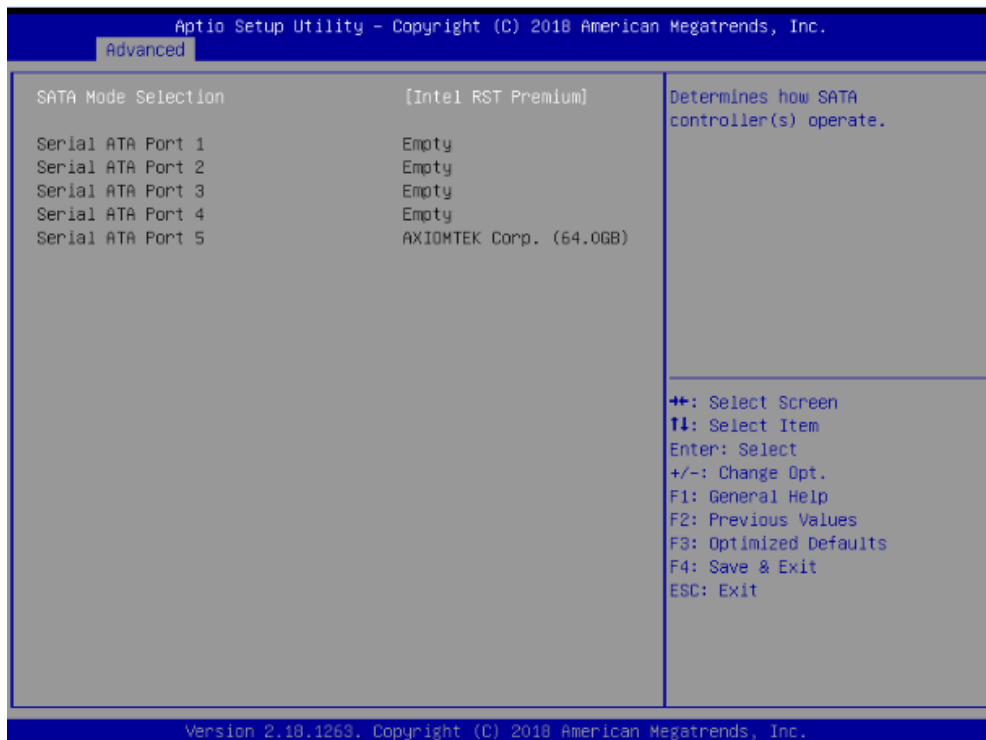 Aptio Setup Utility – Copyright (C) 2018 American Megatrends, Inc.
Advanced
SATA Mode Selection [Intel RST Premium]
Serial ATA Port 1 Empty
Serial ATA Port 2 Empty
Serial ATA Port 3 Empty
Serial ATA Port 4 Empty
Serial ATA Port 5 AXIOMTEK Corp. (64.0GB)
Determines how SATA
controller(s) operate.
→←: Select Screen
↑↓: Select Item
Enter: Select
+/-: Change Opt.
F1: General Help
F2: Previous Values
F3: Optimized Defaults
F4: Save & Exit
ESC: Exit
Version 2.18.1263. Copyright (C) 2018 American Megatrends, Inc.